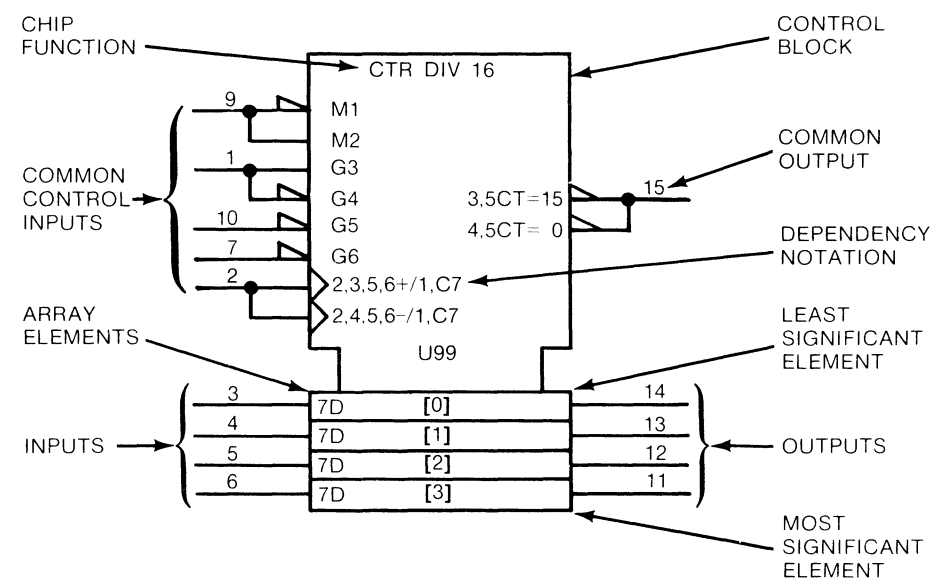 CHIP
FUNCTION
CONTROL
BLOCK
CTR DIV 16
9
M1
M2
1
G3
COMMON
OUTPUT
COMMON
CONTROL
INPUTS
G4
3,5CT=15
15
10
G5
4,5CT= 0
7
G6
DEPENDENCY
NOTATION
2
2,3,5,6+/1,C7
2,4,5,6−/1,C7
ARRAY
ELEMENTS
U99
LEAST
SIGNIFICANT
ELEMENT
3
7D
[0]
14
4
7D
[1]
13
INPUTS
OUTPUTS
5
7D
[2]
12
6
7D
[3]
11
MOST
SIGNIFICANT
ELEMENT